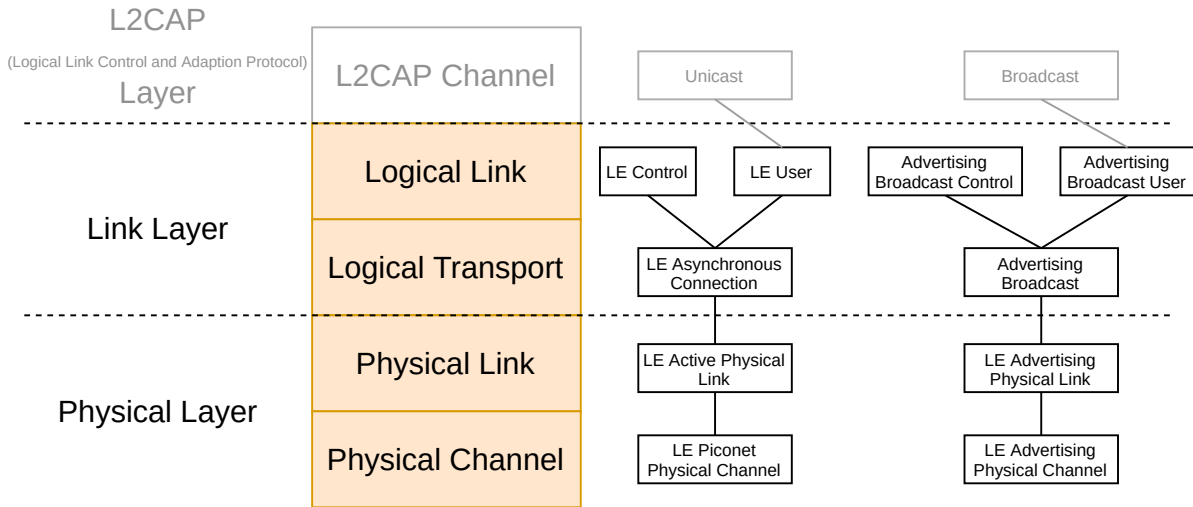 L2CAP
(Logical Link Control and Adaption Protocol)
Layer
L2CAP Channel
Unicast
Broadcast
Link Layer
Logical Link
LE Control
LE User
Advertising
Broadcast Control
Advertising
Broadcast User
Logical Transport
LE Asynchronous
Connection
Advertising
Broadcast
Physical Layer
Physical Link
LE Active Physical
Link
LE Advertising
Physical Link
Physical Channel
LE Piconet
Physical Channel
LE Advertising
Physical Channel